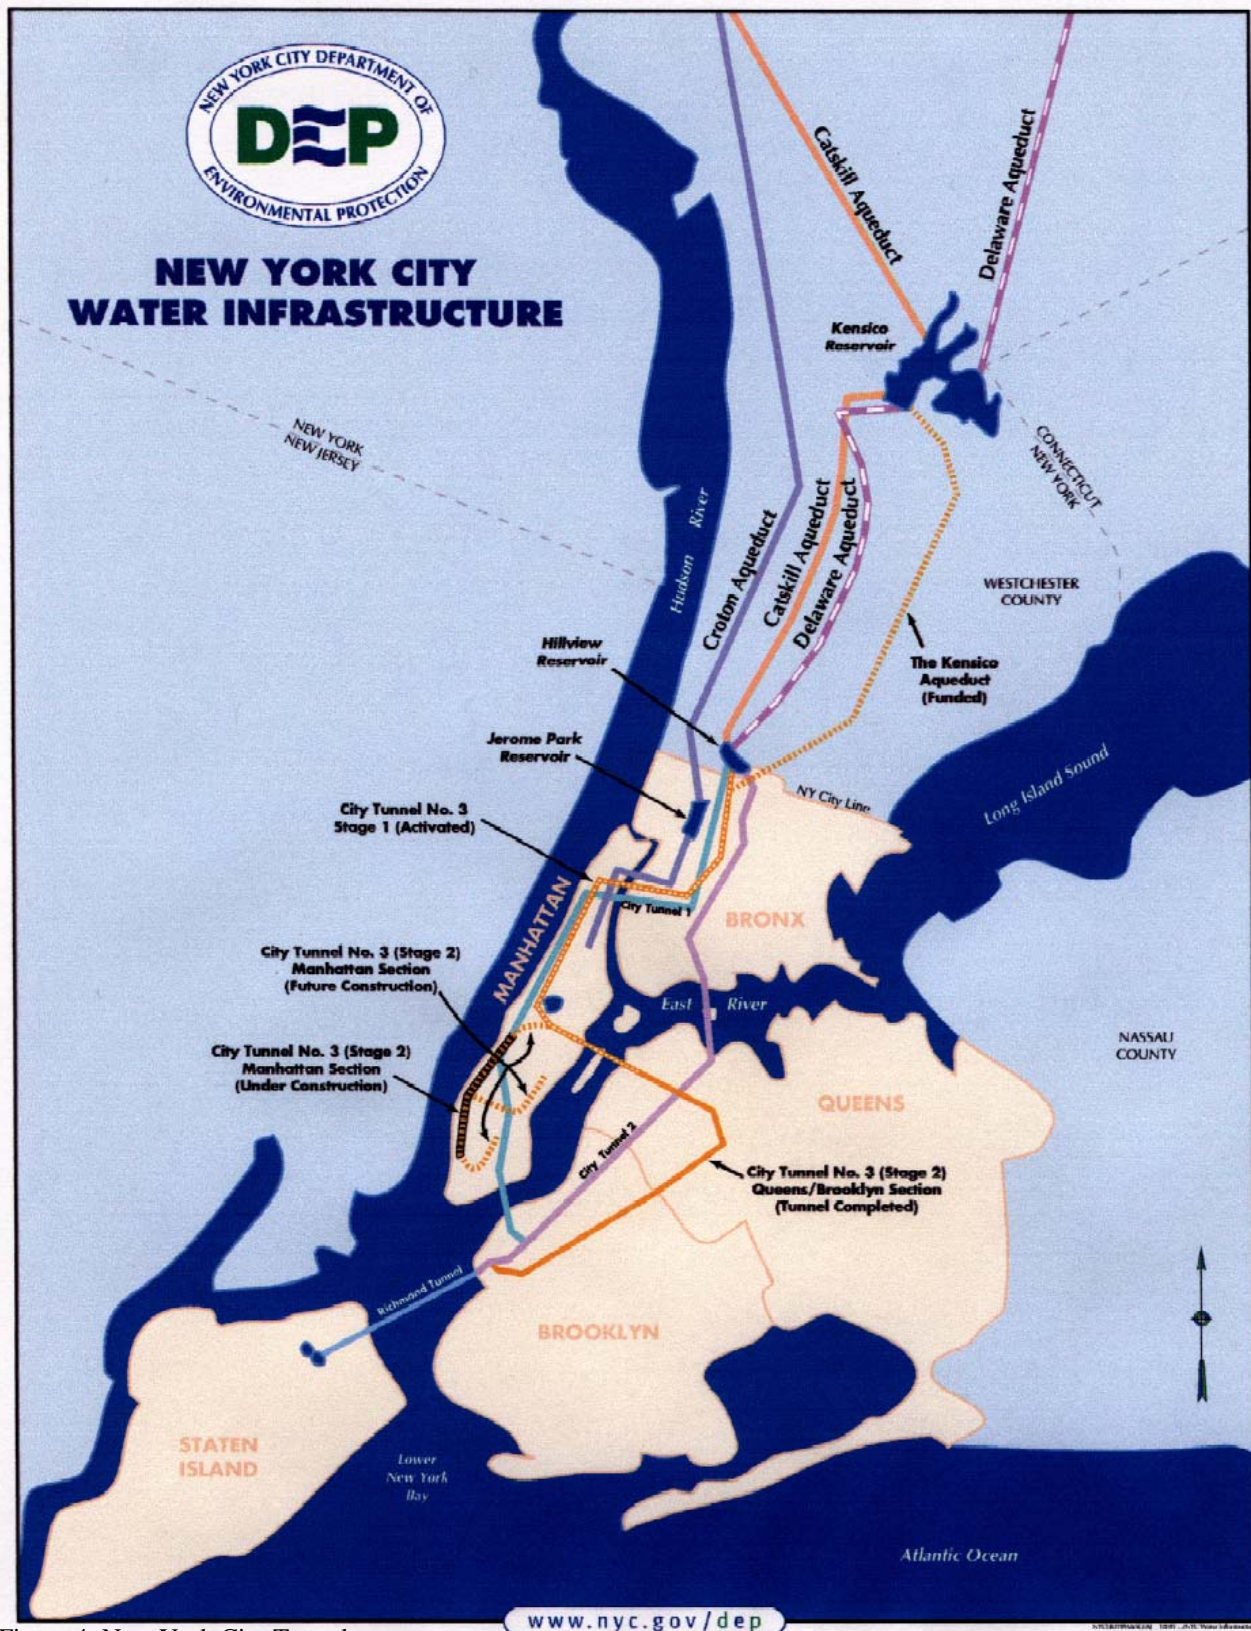 NEW YORK CITY DEPARTMENT OF
DEP
ENVIRONMENTAL PROTECTION
NEW YORK CITY
WATER INFRASTRUCTURE
Catskill Aqueduct
Delaware Aqueduct
Kensico
Reservoir
NEW YORK
NEW JERSEY
CONNECTICUT
NEW YORK
Hudson River
Croton Aqueduct
Catskill Aqueduct
Delaware Aqueduct
WESTCHESTER
COUNTY
Hillview
Reservoir
The Kensico
Aqueduct
(Funded)
Jerome Park
Reservoir
Long Island Sound
NY City Line
City Tunnel No. 3
Stage 1 (Activated)
MANHATTAN
City Tunnel 1
BRONX
City Tunnel No. 3 (Stage 2)
Manhattan Section
(Future Construction)
East River
City Tunnel No. 3 (Stage 2)
Manhattan Section
(Under Construction)
NASSAU
COUNTY
QUEENS
City Tunnel 2
City Tunnel No. 3 (Stage 2)
Queens/Brooklyn Section
(Tunnel Completed)
Richmond Tunnel
BROOKLYN
STATEN
ISLAND
Lower
New York
Bay
Atlantic Ocean
www.nyc.gov/dep